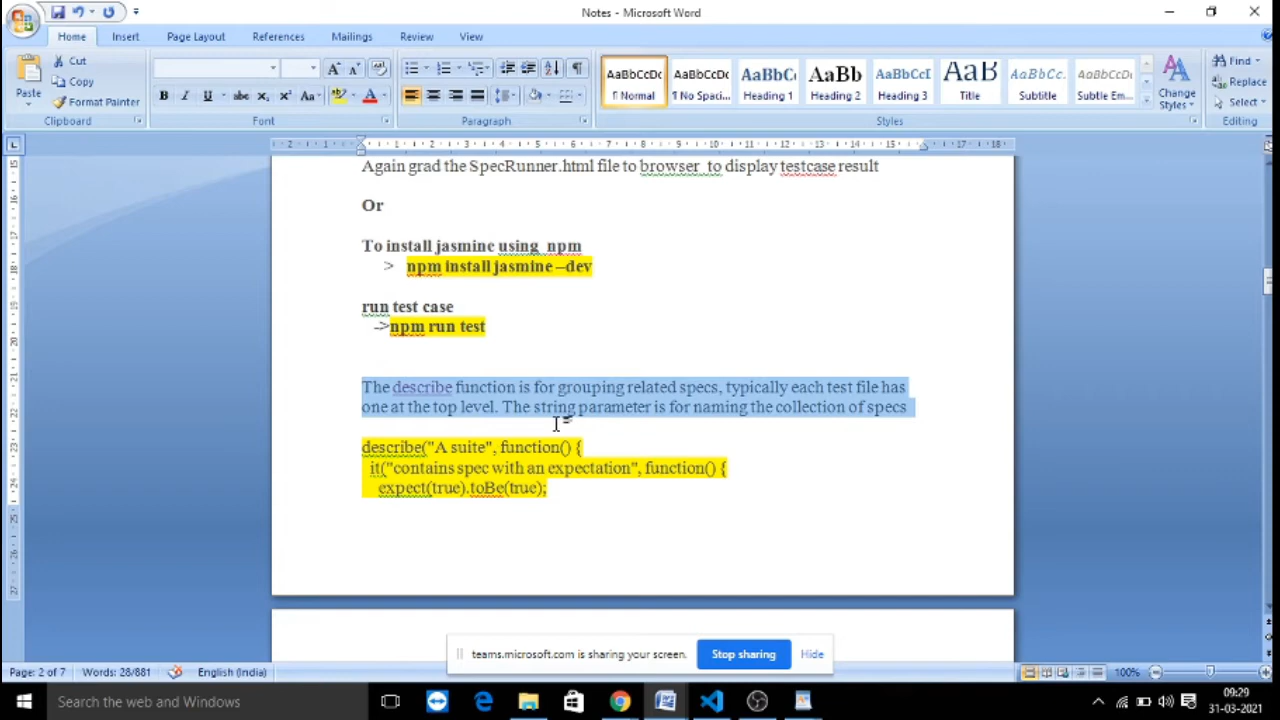 Notes - Microsoft Word
Home Insert Page Layout References Mailings Review View
Paste
Cut
Copy
Format Painter
Clipboard
Font
Paragraph
AaBbCcDc AaBbCcDc AaBbC AaBb AaBbCcI AaB AaBbCc. AaBbCcDc
¶ Normal ¶ No Spaci... Heading 1 Heading 2 Heading 3 Title Subtitle Subtle Em...
Change Styles
Styles
Find
Replace
Select
Editing
Again grad the SpecRunner.html file to browser to display testcase result
Or
To install jasmine using npm
> npm install jasmine –dev
run test case
->npm run test
The describe function is for grouping related specs, typically each test file has
one at the top level. The string parameter is for naming the collection of specs
describe("A suite", function() {
it("contains spec with an expectation", function() {
expect(true).toBe(true);
teams.microsoft.com is sharing your screen. Stop sharing Hide
Page: 2 of 7 Words: 28/881 English (India) 100%
Search the web and Windows
09:29
31-03-2021